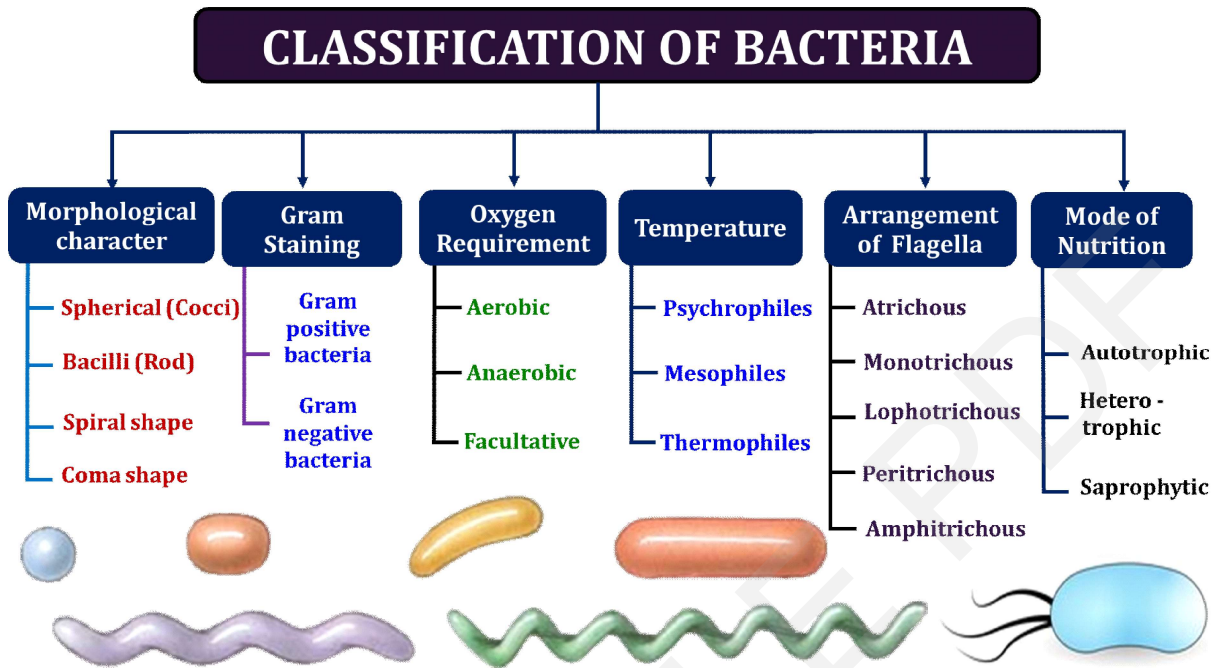 CLASSIFICATION OF BACTERIA
Morphological
character
Spherical (Cocci)
Bacilli (Rod)
Spiral shape
Coma shape
Gram
Staining
Gram
positive
bacteria
Gram
negative
bacteria
Oxygen
Requirement
Aerobic
Anaerobic
Facultative
Temperature
Psychrophiles
Mesophiles
Thermophiles
Arrangement
of Flagella
Atrichous
Monotrichous
Lophotrichous
Peritrichous
Amphitrichous
Mode of
Nutrition
Autotrophic
Hetero -
trophic
Saprophytic
PDF